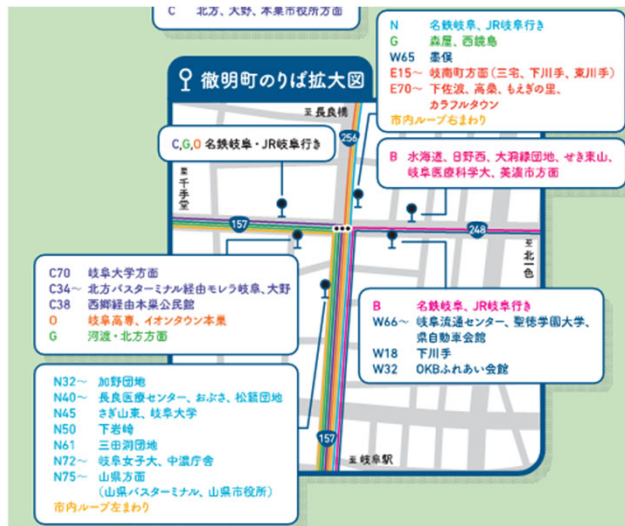 C 北方、大野、本巣市役所方面
N 名鉄岐阜、JR岐阜行き
G 森屋、西鏡島
W65 墨俣
E15〜 岐南町方面(三宅、下川手、東川手)
E70〜 下佐波、高桑、もえぎの里、
カラフルタウン
市内ループ右まわり
徹明町のりば拡大図
至長良橋
256
C,G,O 名鉄岐阜・JR岐阜行き
B 水海道、日野西、大洞緑団地、せき東山、
岐阜医療科学大、美濃市方面
至千手堂
157
248
至北一色
C70 岐阜大学方面
C34〜 北方バスターミナル経由モレラ岐阜、大野
C38 西郷経由本巣公民館
O 岐阜高専、イオンタウン本巣
G 河渡・北方方面
B 名鉄岐阜、JR岐阜行き
W66〜 岐阜流通センター、聖徳学園大学、
県自動車会館
W18 下川手
W32 OKBふれあい会館
N32〜 加野団地
N40〜 長良医療センター、おぶさ、松籟団地
N45 さぎ山東、岐阜大学
N50 下岩崎
N61 三田洞団地
N72〜 岐阜女子大、中濃庁舎
N75〜 山県方面
(山県バスターミナル、山県市役所)
市内ループ左まわり
157
至岐阜駅